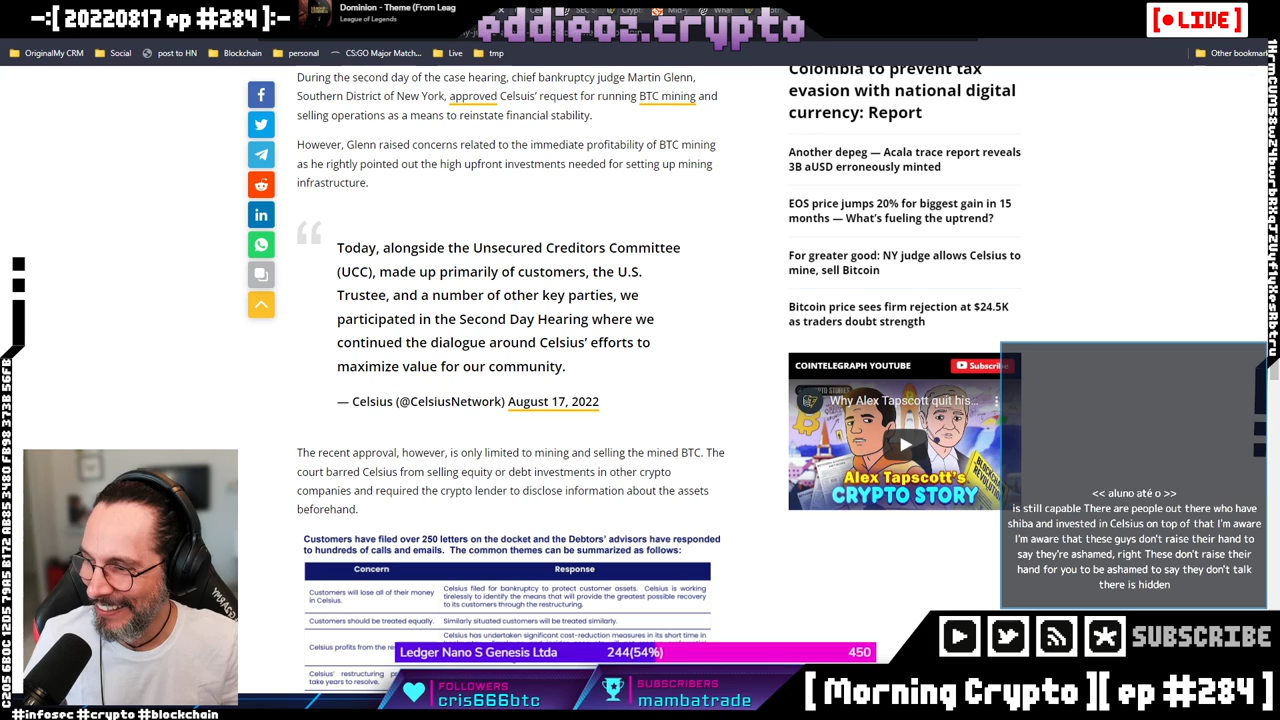 -:[ 20220817 ep #284 ]:-
Dominion - Theme (From Leag
League of Legends
eddieoz.crypto
[ • LIVE ]
OriginalMy CRM
Social
post to HN
Blockchain
personal
CS:GO Major Match...
Live
tmp
Other bookmar
During the second day of the case hearing, chief bankruptcy judge Martin Glenn,
Southern District of New York, approved Celsuis' request for running BTC mining and
selling operations as a means to reinstate financial stability.
However, Glenn raised concerns related to the immediate profitability of BTC mining
as he rightly pointed out the high upfront investments needed for setting up mining
infrastructure.
Today, alongside the Unsecured Creditors Committee
(UCC), made up primarily of customers, the U.S.
Trustee, and a number of other key parties, we
participated in the Second Day Hearing where we
continued the dialogue around Celsius' efforts to
maximize value for our community.
— Celsius (@CelsiusNetwork) August 17, 2022
The recent approval, however, is only limited to mining and selling the mined BTC. The
court barred Celsius from selling equity or debt investments in other crypto
companies and required the crypto lender to disclose information about the assets
beforehand.
Customers have filed over 250 letters on the docket and the Debtors' advisors have responded
to hundreds of calls and emails. The common themes can be summarized as follows:
Concern
Response
Customers will lose all of their money
in Celsius.
Celsius filed for bankruptcy to protect customer assets. Celsius is working
tirelessly to identify the means that will provide the greatest possible recovery
to its customers through the restructuring.
Customers should be treated equally.
Similarly situated customers will be treated similarly.
Celsius profits from the re
Celsius has undertaken significant cost-reduction measures in its short time in
Celsius' restructuring
take years to resolve.
Colombia to prevent tax
evasion with national digital
currency: Report
Another depeg — Acala trace report reveals
3B aUSD erroneously minted
EOS price jumps 20% for biggest gain in 15
months — What's fueling the uptrend?
For greater good: NY judge allows Celsius to
mine, sell Bitcoin
Bitcoin price sees firm rejection at $24.5K
as traders doubt strength
COINTELEGRAPH YOUTUBE
Subscribe
Why Alex Tapscott quit his...
BLOCKCHAIN
REVOLUTION
Alex Tapscott's
CRYPTO STORY
<< aluno até o >>
is still capable There are people out there who have
shiba and invested in Celsius on top of that I'm aware
I'm aware that these guys don't raise their hand to
say they're ashamed, right These don't raise their
hand for you to be ashamed to say they don't talk
there is hidden
Ledger Nano S Genesis Ltda 244(54%) 450
FOLLOWERS
cris666btc
SUBSCRIBERS
mambatrade
SUBSCRIBE
[ Morning Crypto ][ ep #284 ]
#infosec #crypto #blockchain